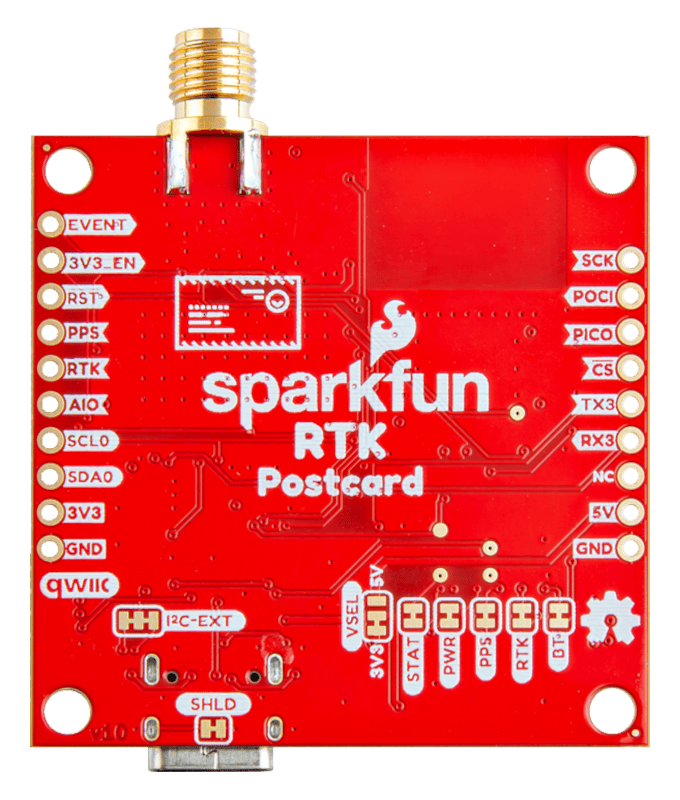 EVENT
3V3_EN
RST
PPS
RTK
AIO
SCL0
SDA0
3V3
GND
qwiic
SCK
POCI
PICO
CS
TX3
RX3
NC
5V
GND
sparkfun
RTK
Postcard
I²C-EXT
SHLD
VSEL
5V
3V3
STAT
PWR
PPS
RTK
BT
v10